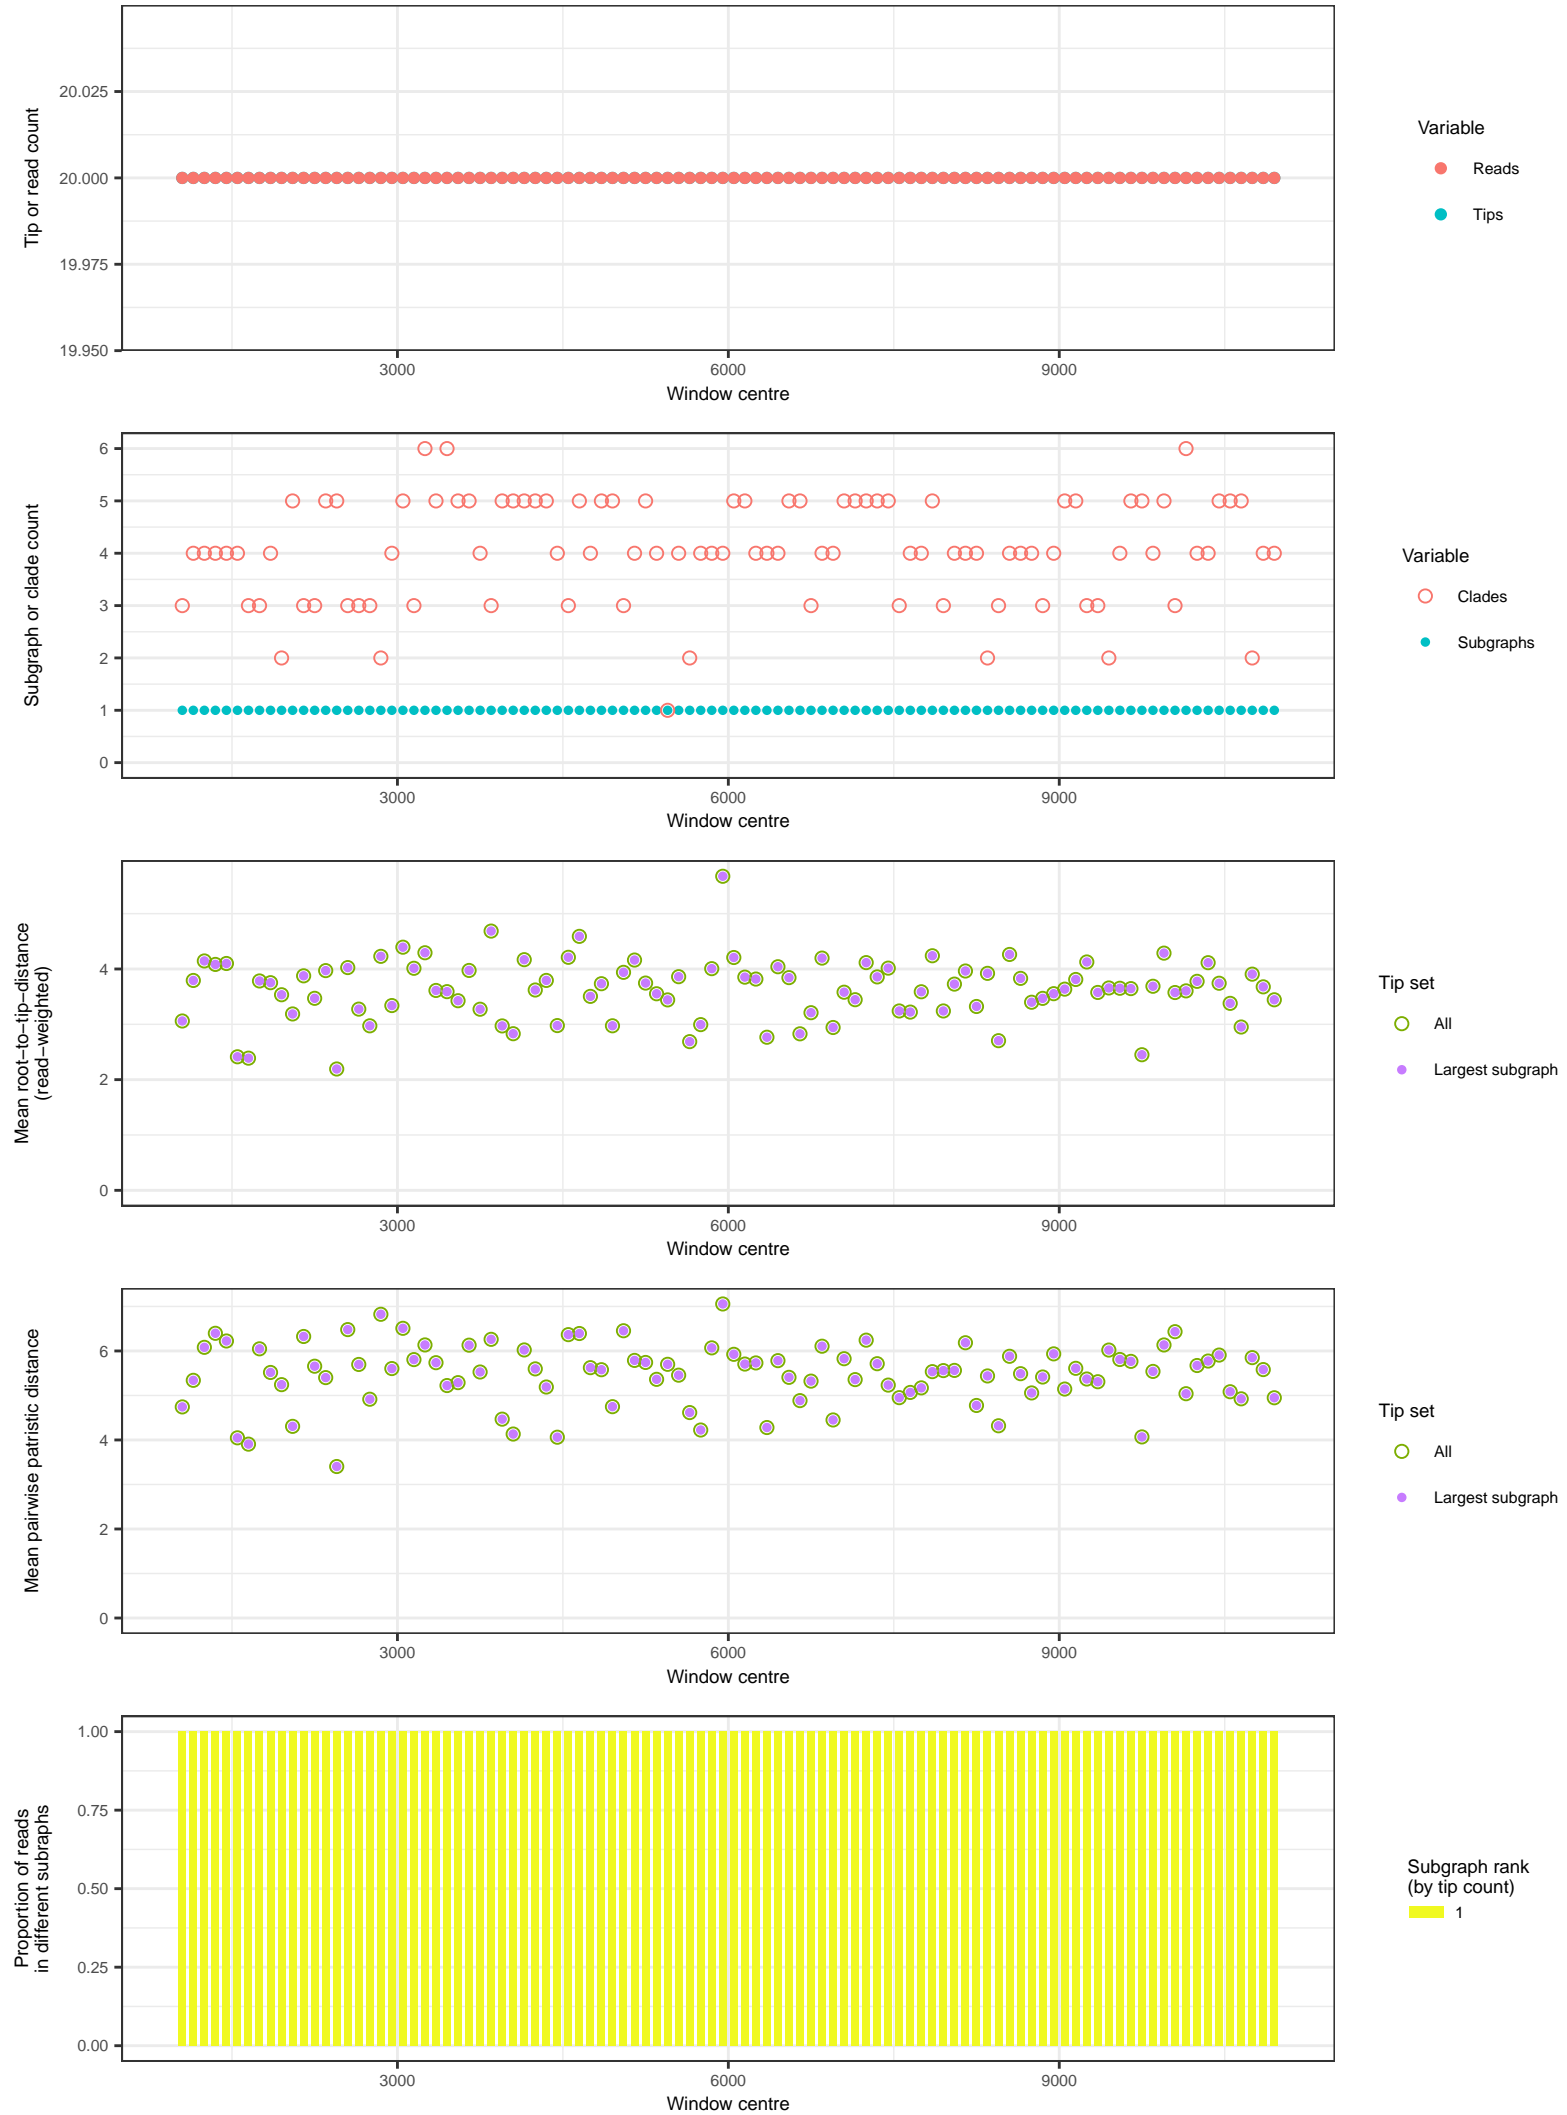 Tip or read count
20.025
20.000
19.975
19.950
3000
6000
9000
Window centre
Variable
Reads
Tips
Subgraph or clade count
6
5
4
3
2
1
0
3000
6000
9000
Window centre
Variable
Clades
Subgraphs
Mean root−to−tip−distance
(read−weighted)
4
2
0
3000
6000
9000
Window centre
Tip set
All
Largest subgraph
Mean pairwise patristic distance
6
4
2
0
3000
6000
9000
Window centre
Tip set
All
Largest subgraph
Proportion of reads
in different subraphs
1.00
0.75
0.50
0.25
0.00
3000
6000
9000
Window centre
Subgraph rank
(by tip count)
1